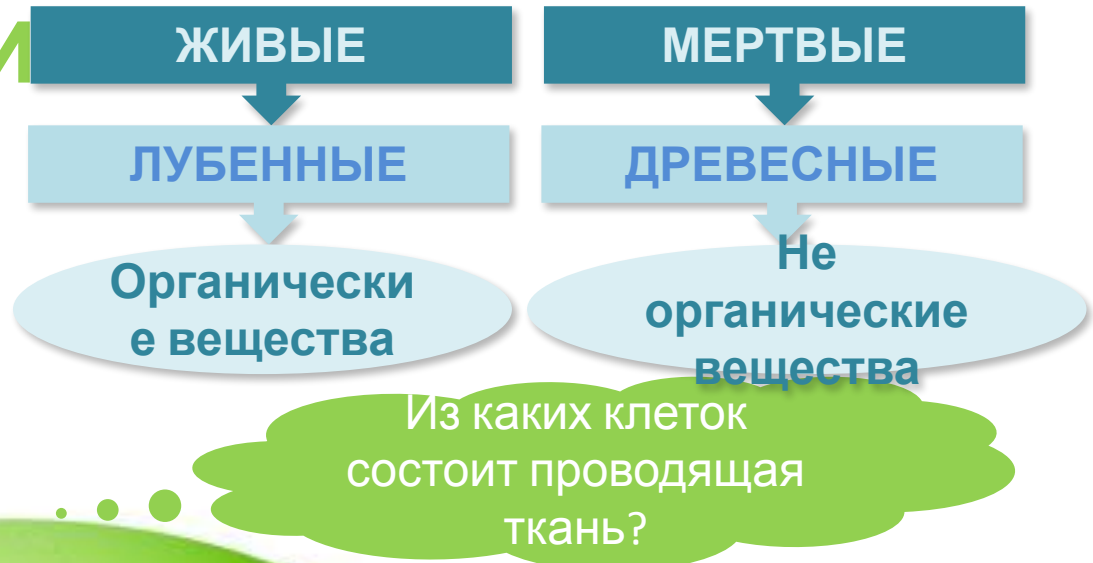 И
ЖИВЫЕ
МЕРТВЫЕ
ЛУБЕННЫЕ
ДРЕВЕСНЫЕ
Органически
е вещества
Не
органические
вещества
Из каких клеток
состоит проводящая
ткань?